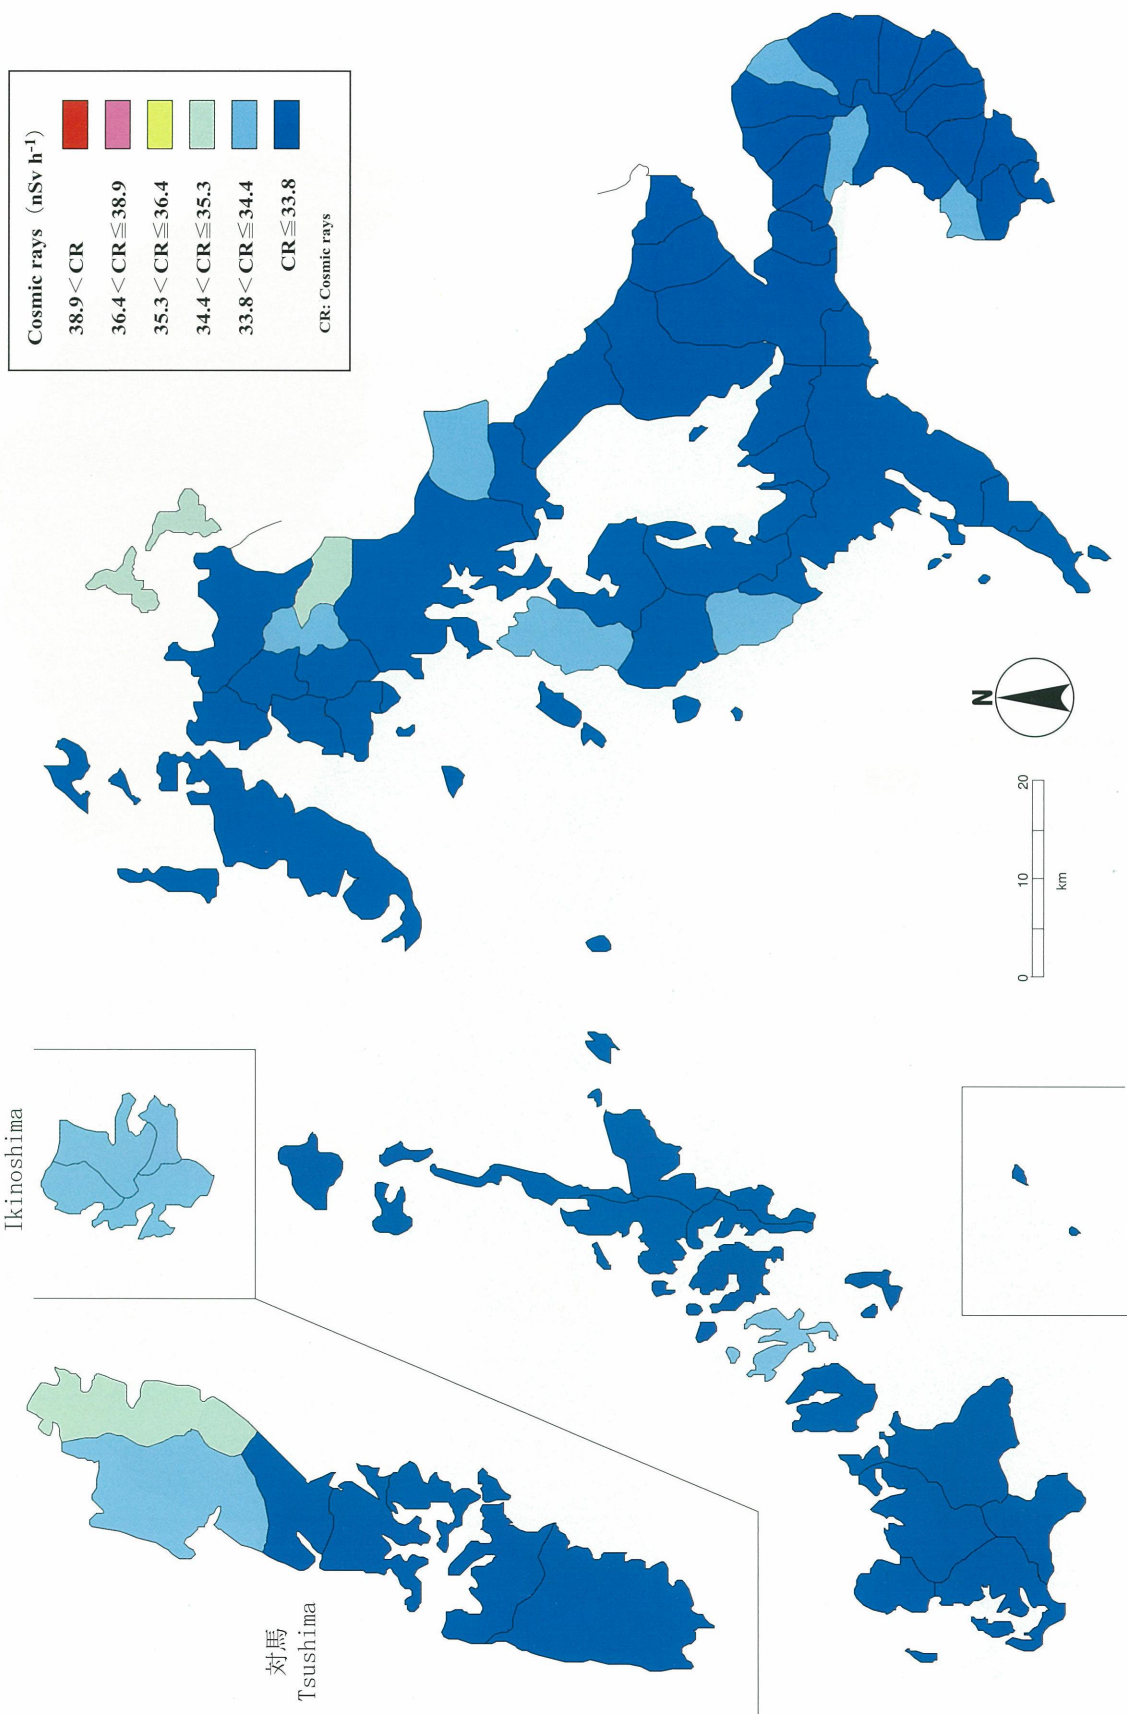 Cosmic rays (nSv h⁻¹)
38.9＜CR
36.4＜CR≦38.9
35.3＜CR≦36.4
34.4＜CR≦35.3
33.8＜CR≦34.4
CR≦33.8
CR: Cosmic rays
Ikinoshima
対馬
Tsushima
N
0 10 20
km